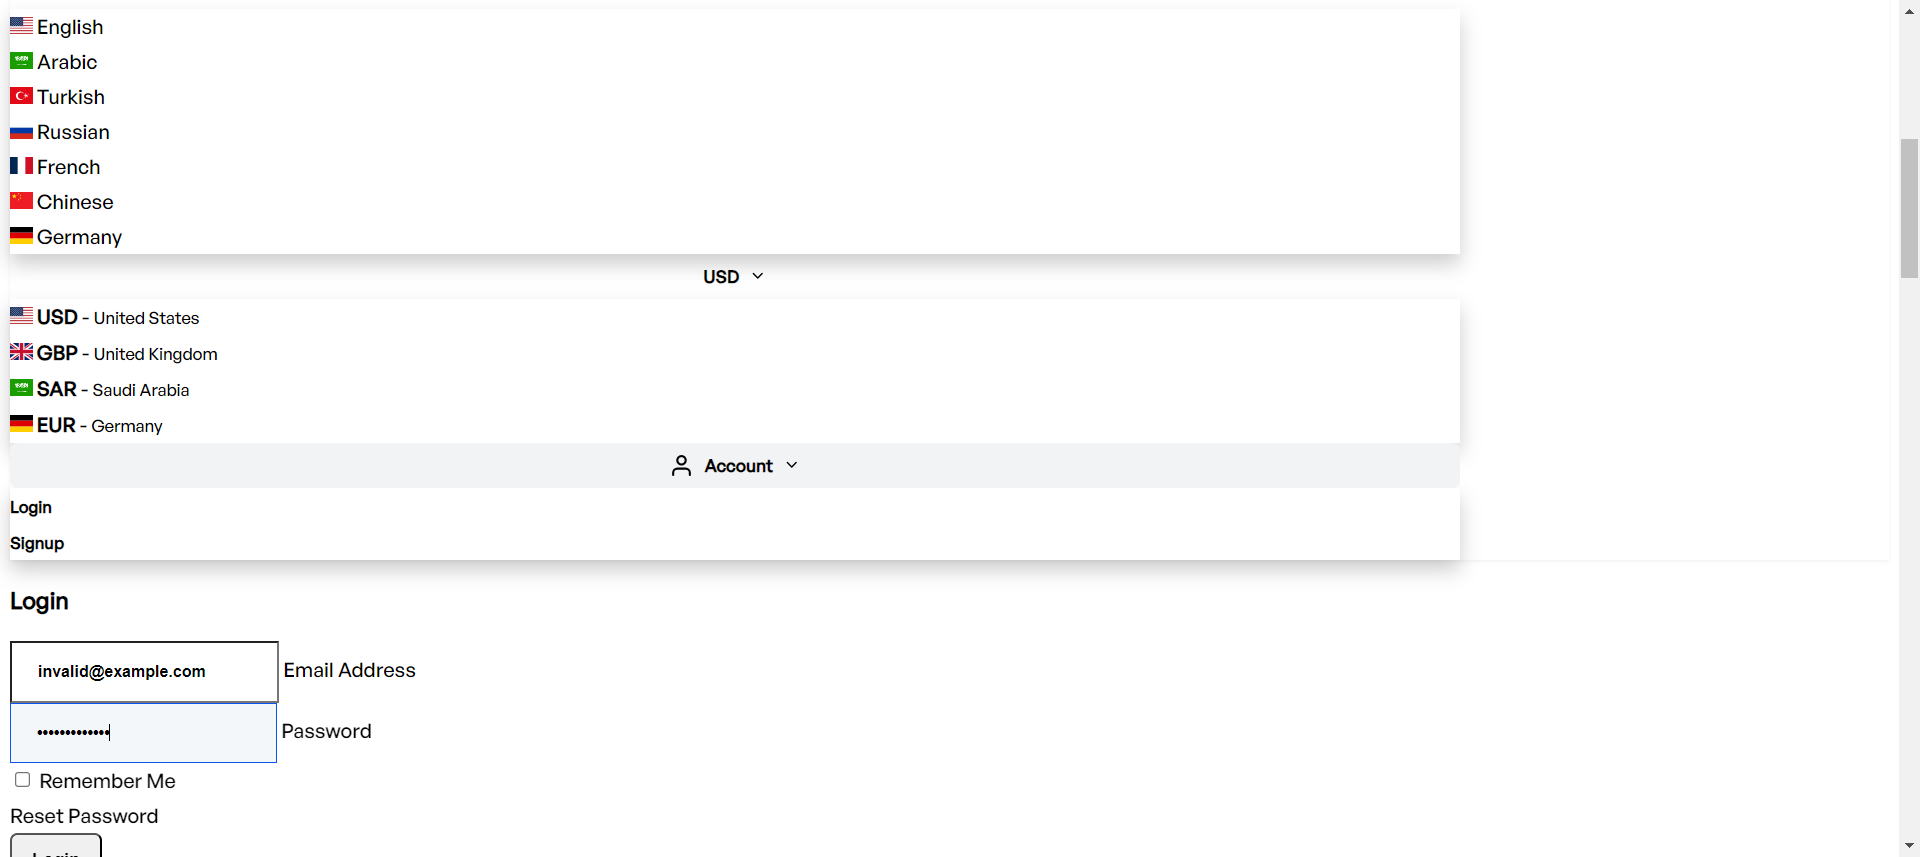 English
Arabic
Turkish
Russian
French
Chinese
Germany
USD
USD - United States
GBP - United Kingdom
SAR - Saudi Arabia
EUR - Germany
Account
Login
Signup
Login
invalid@example.com Email Address
••••••••••••• Password
Remember Me
Reset Password
Login